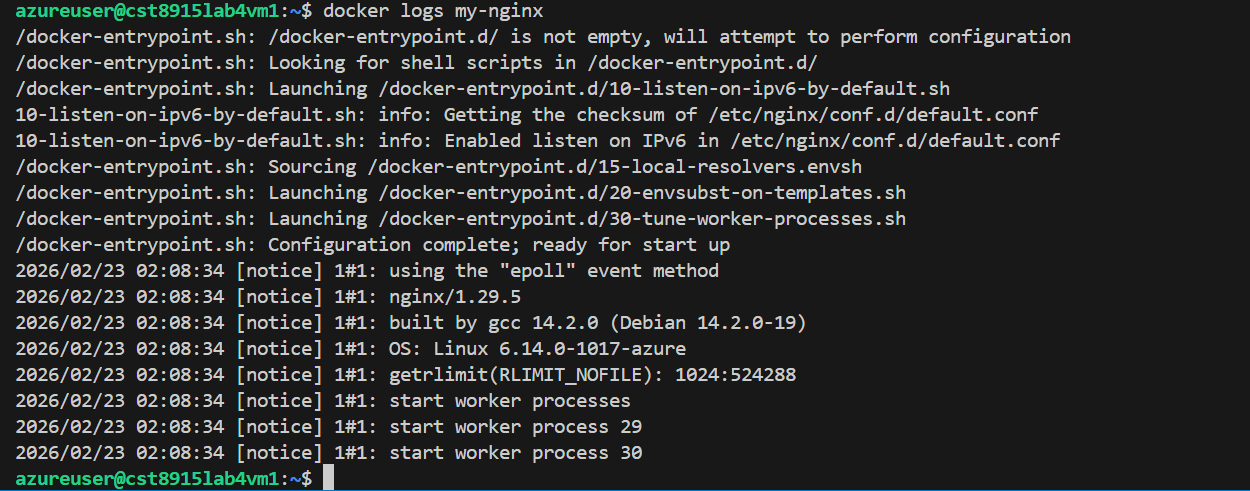 azureuser@cst8915lab4vm1:~$ docker logs my-nginx
/docker-entrypoint.sh: /docker-entrypoint.d/ is not empty, will attempt to perform configuration
/docker-entrypoint.sh: Looking for shell scripts in /docker-entrypoint.d/
/docker-entrypoint.sh: Launching /docker-entrypoint.d/10-listen-on-ipv6-by-default.sh
10-listen-on-ipv6-by-default.sh: info: Getting the checksum of /etc/nginx/conf.d/default.conf
10-listen-on-ipv6-by-default.sh: info: Enabled listen on IPv6 in /etc/nginx/conf.d/default.conf
/docker-entrypoint.sh: Sourcing /docker-entrypoint.d/15-local-resolvers.envsh
/docker-entrypoint.sh: Launching /docker-entrypoint.d/20-envsubst-on-templates.sh
/docker-entrypoint.sh: Launching /docker-entrypoint.d/30-tune-worker-processes.sh
/docker-entrypoint.sh: Configuration complete; ready for start up
2026/02/23 02:08:34 [notice] 1#1: using the "epoll" event method
2026/02/23 02:08:34 [notice] 1#1: nginx/1.29.5
2026/02/23 02:08:34 [notice] 1#1: built by gcc 14.2.0 (Debian 14.2.0-19)
2026/02/23 02:08:34 [notice] 1#1: OS: Linux 6.14.0-1017-azure
2026/02/23 02:08:34 [notice] 1#1: getrlimit(RLIMIT_NOFILE): 1024:524288
2026/02/23 02:08:34 [notice] 1#1: start worker processes
2026/02/23 02:08:34 [notice] 1#1: start worker process 29
2026/02/23 02:08:34 [notice] 1#1: start worker process 30
azureuser@cst8915lab4vm1:~$